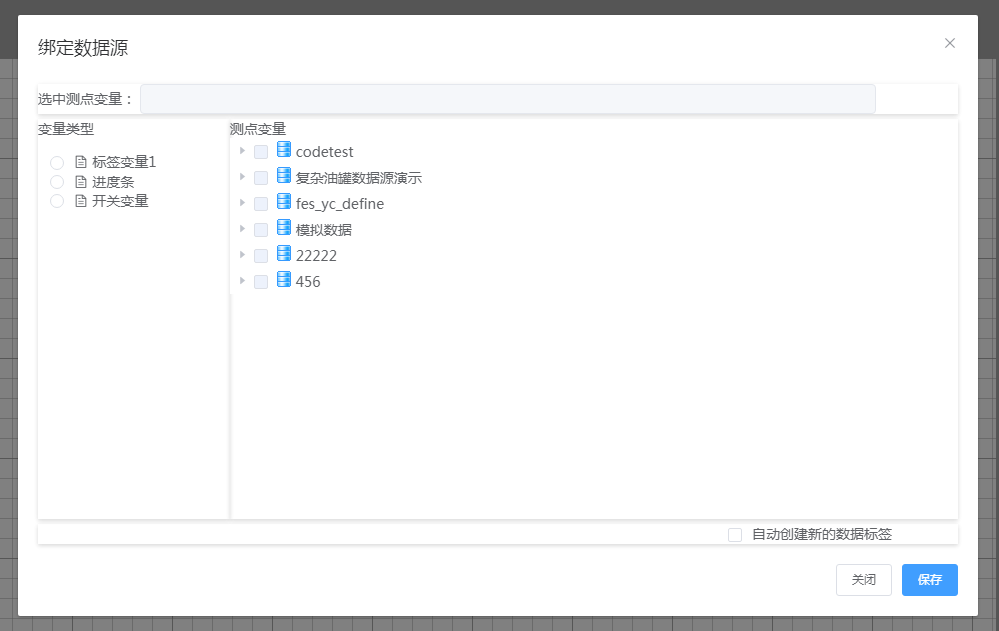 绑定数据源
选中测点变量：
变量类型
标签变量1
进度条
开关变量
测点变量
codetest
复杂油罐数据源演示
fes_yc_define
模拟数据
22222
456
自动创建新的数据标签
关闭
保存